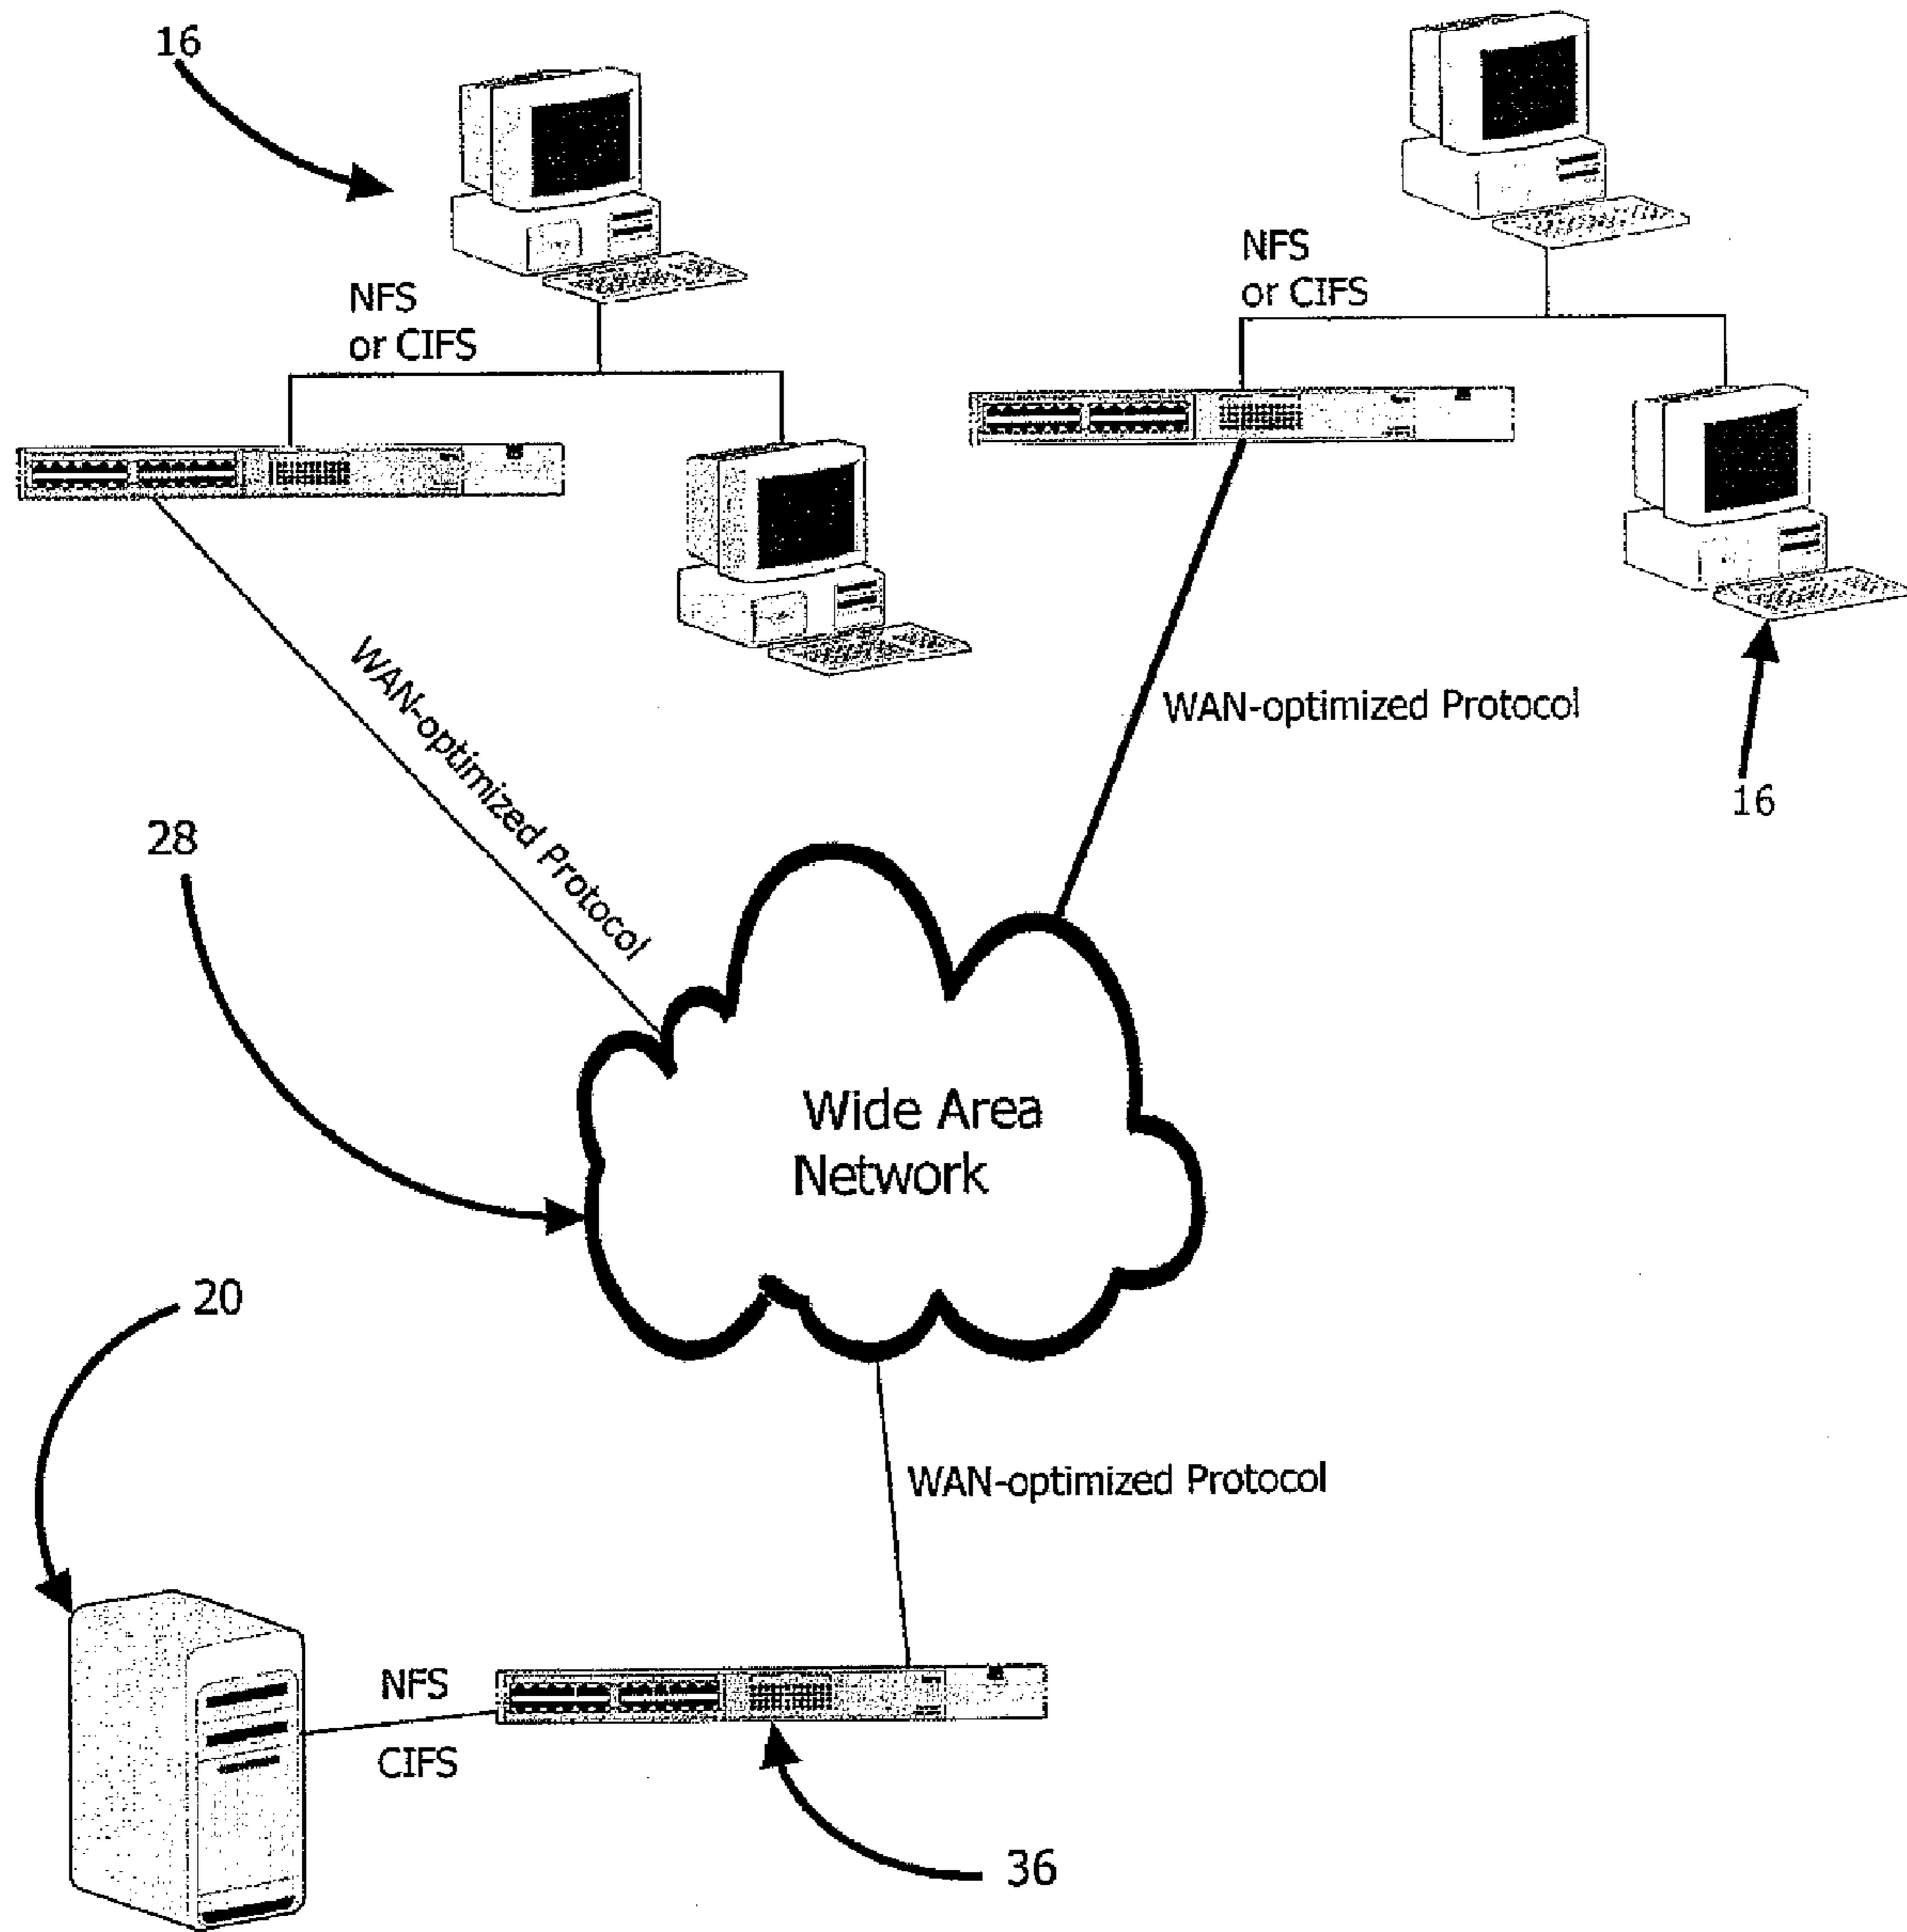 16
NFS
or CIFS
NFS
or CIFS
WAN-optimized Protocol
WAN-optimized Protocol
16
28
Wide Area
Network
20
WAN-optimized Protocol
NFS
CIFS
36